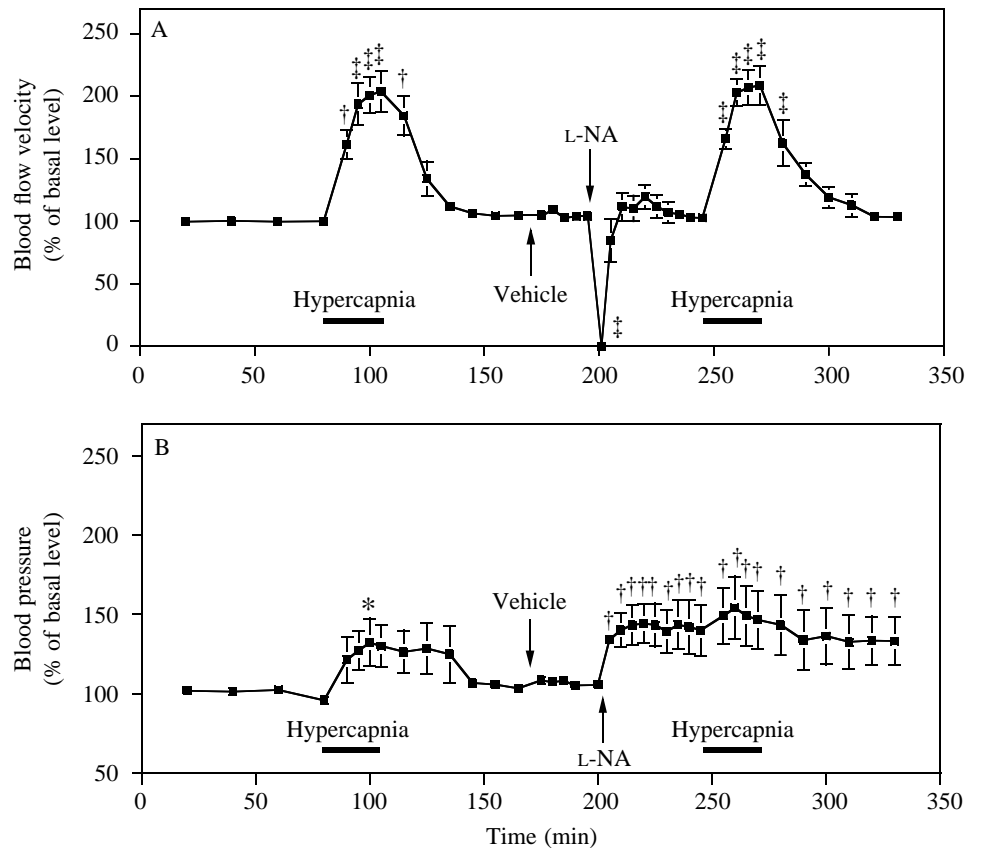 A
Blood flow velocity
(% of basal level)
250
200
150
100
50
0
† ‡ ‡ ‡ †
L-NA
‡ ‡ ‡ ‡ ‡
Vehicle
Hypercapnia
Hypercapnia
‡
0 50 100 150 200 250 300 350
B
Blood pressure
(% of basal level)
250
200
150
100
50
*
Vehicle
† † † † † † † † † † † † † † † † † †
Hypercapnia
L-NA
Hypercapnia
0 50 100 150 200 250 300 350
Time (min)